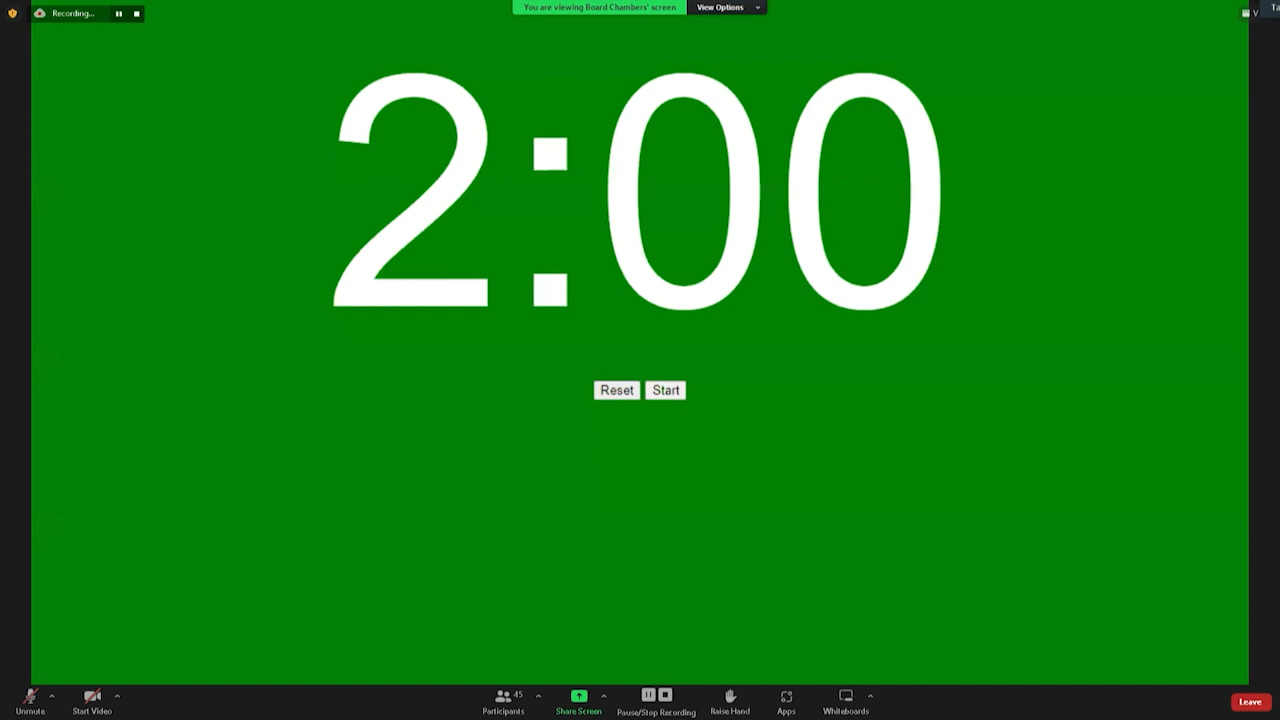 Recording...
You are viewing Board Chambers' screen View Options
V
2:00
Reset Start
Unmute
Start Video
45
Participants
Share Screen
Pause/Stop Recording
Raise Hand
Apps
Whiteboards
Leave